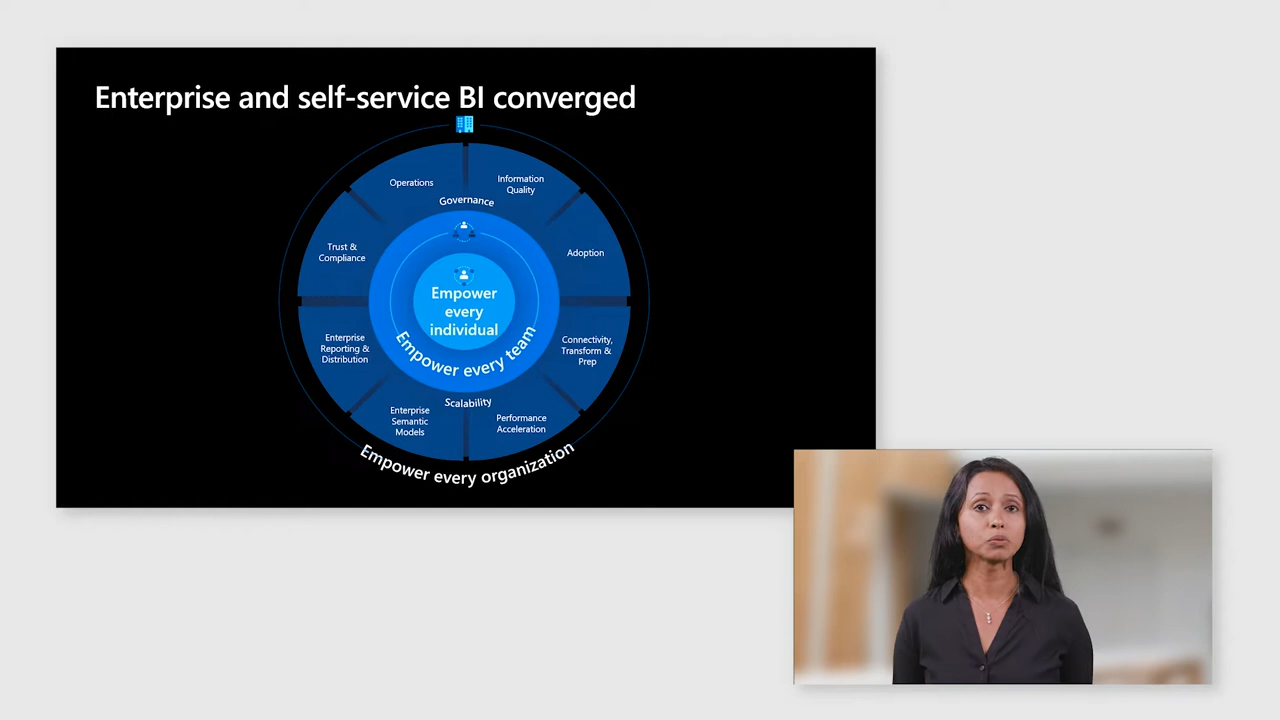 Enterprise and self-service BI converged
Operations
Information
Quality
Governance
Trust &
Compliance
Adoption
Empower
every
individual
Empower every team
Enterprise
Reporting &
Distribution
Connectivity,
Transform &
Prep
Scalability
Enterprise
Semantic
Models
Performance
Acceleration
Empower every organization